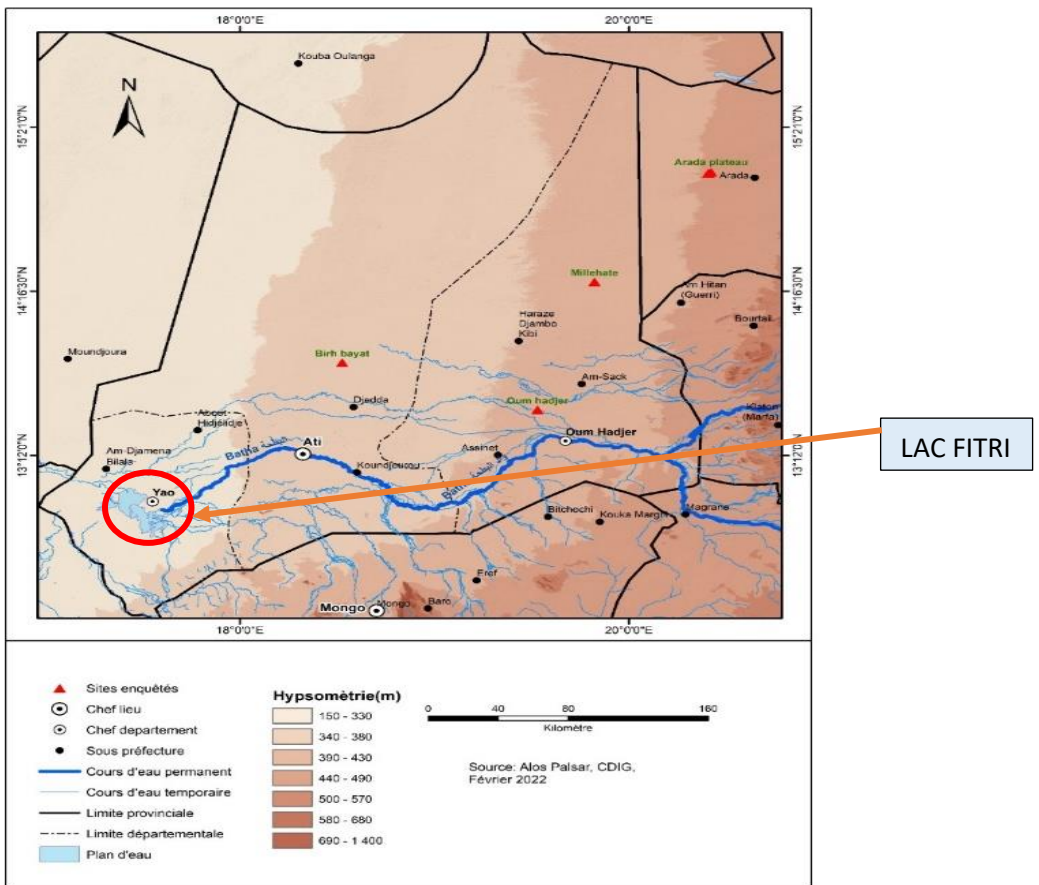 18°0'0"E
20°0'0"E
Kouba Oulanga
N
15°21'0"N
15°21'0"N
Arada plateau
Arada
14°16'30"N
14°16'30"N
Millehate
Am Hitan
(Guerri)
Haraze
Djambo
Kibi
Bourtail
Moundjoura
Birh bayat
Am-Sack
Djedda
Oum hadjer
Oum Hadjer
(Marfa)
13°12'0"N
13°12'0"N
Am-Djamena
Bilala
Batha
Ati
Assinet
Koundjourou
LAC FITRI
Yao
Bitchochi
Kouka Margni
Magrane
Mongo
Mongo
Baro
18°0'0"E
20°0'0"E
Sites enquêtés
Chef lieu
Chef departement
Sous préfecture
Cours d'eau permanent
Cours d'eau temporaire
Limite provinciale
Limite départementale
Plan d'eau
Hypsomètrie(m)
150 - 330
340 - 380
390 - 430
440 - 490
500 - 570
580 - 680
690 - 1 400
0 40 80 160
Kilomètre
Source: Alos Palsar, CDIG,
Février 2022